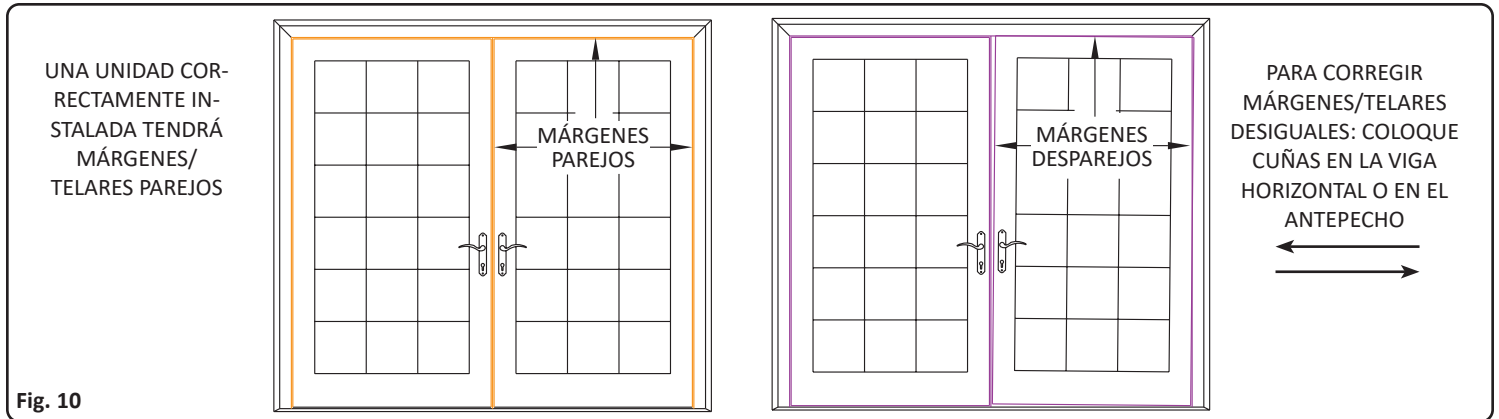 UNA UNIDAD COR-
RECTAMENTE IN-
STALADA TENDRÁ
MÁRGENES/
TELARES PAREJOS
MÁRGENES
PAREJOS
MÁRGENES
DESPAREJOS
PARA CORREGIR
MÁRGENES/TELARES
DESIGUALES: COLOQUE
CUÑAS EN LA VIGA
HORIZONTAL O EN EL
ANTEPECHO
Fig. 10